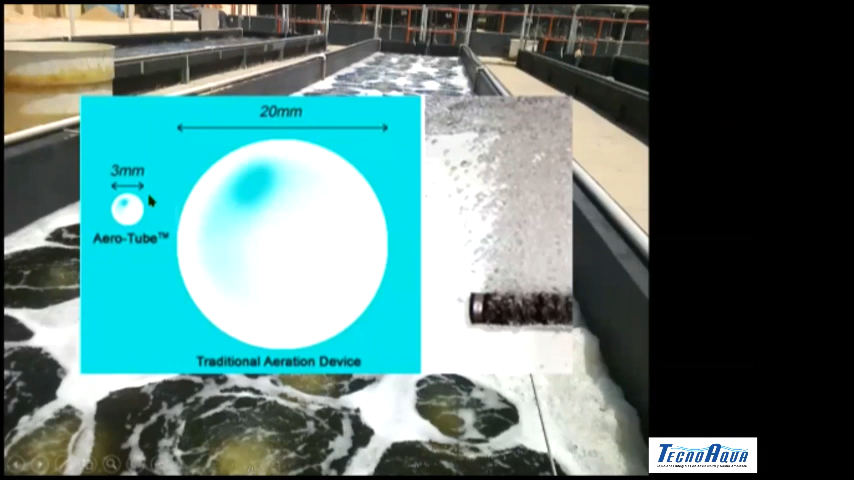 20mm
3mm
Aero-Tube™
Traditional Aeration Device
TECNOAQUA